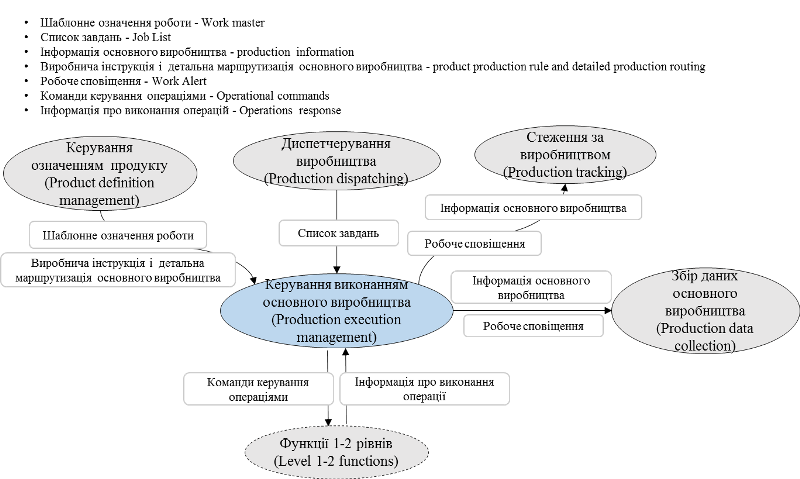 • Шаблонне означення роботи - Work master
• Список завдань - Job List
• Інформація основного виробництва - production information
• Виробнича інструкція і детальна маршрутизація основного виробництва - product production rule and detailed production routing
• Робоче сповіщення - Work Alert
• Команди керування операціями - Operational commands
• Інформація про виконання операцій - Operations response
Керування
означенням продукту
(Product definition
management)
Диспетчерування
виробництва
(Production dispatching)
Стеження за
виробництвом
(Production tracking)
Шаблонне означення роботи
Виробнича інструкція і детальна
маршрутизація основного виробництва
Список завдань
Інформація основного виробництва
Робоче сповіщення
Керування виконанням
основного виробництва
(Production execution
management)
Інформація основного
виробництва
Робоче сповіщення
Збір даних
основного
виробництва
(Production data
collection)
Команди керування
операціями
Інформація про виконання
операції
Функції 1-2 рівнів
(Level 1-2 functions)